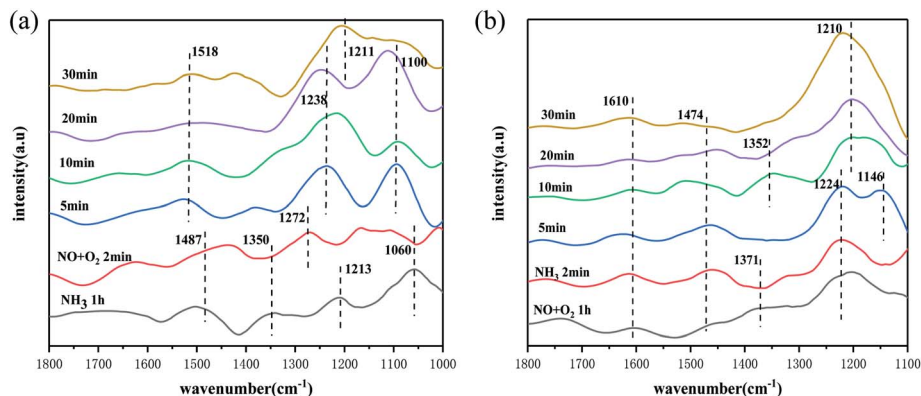 (a)
1518
1211
1100
30min
1238
20min
10min
5min
1272
1487
1350
1060
NO+O₂ 2min
1213
NH₃ 1h
intensity(a.u)
1800 1700 1600 1500 1400 1300 1200 1100 1000
wavenumber(cm⁻¹)
(b)
1210
1610
1474
30min
1352
20min
1224
1146
10min
5min
1371
NH₃ 2min
NO+O₂ 1h
intensity(a.u)
1800 1700 1600 1500 1400 1300 1200 1100
wavenumber(cm⁻¹)